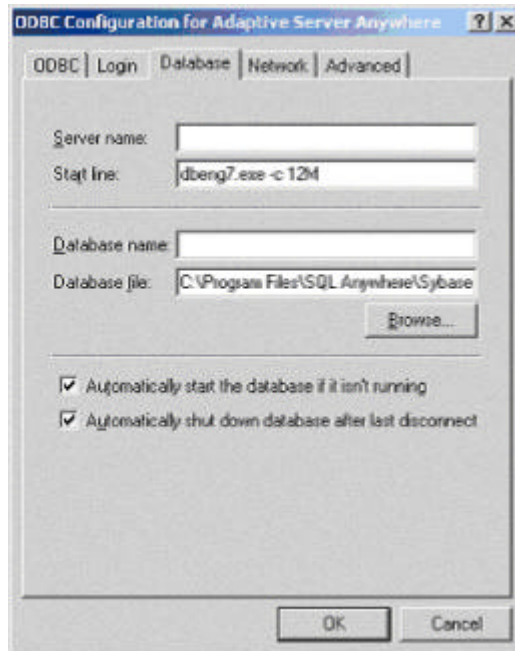 ODBC Configuration for Adaptive Server Anywhere
ODBC Login Database Network Advanced
Server name:
Start line: dbeng7.exe -c 12M
Database name:
Database file: C:\Program Files\SQL Anywhere\Sybase
Browse...
Automatically start the database if it isn't running
Automatically shut down database after last disconnect
OK Cancel